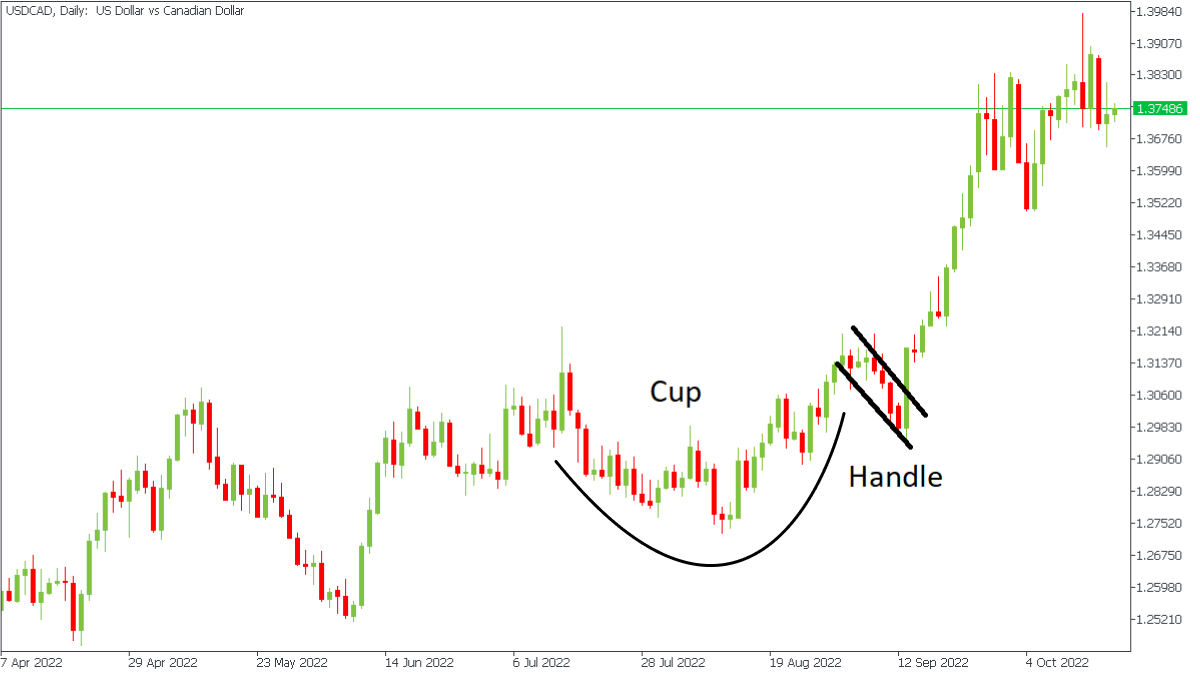 USDCAD, Daily: US Dollar vs Canadian Dollar
1.39840
1.39070
1.38300
1.37486
1.36760
1.35990
1.35220
1.34450
1.33680
1.32910
1.32140
1.31370
1.30600
1.29830
1.29060
1.28290
1.27520
1.26750
1.25980
1.25210
Cup
Handle
7 Apr 2022
29 Apr 2022
23 May 2022
14 Jun 2022
6 Jul 2022
28 Jul 2022
19 Aug 2022
12 Sep 2022
4 Oct 2022